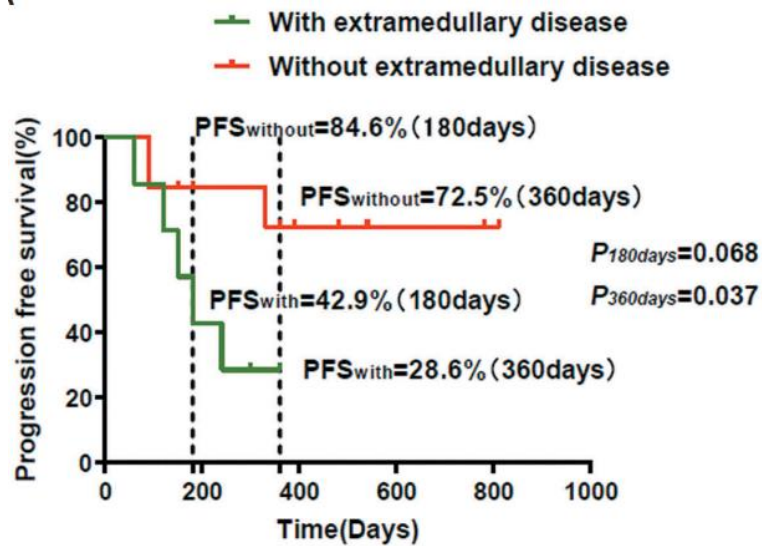 With extramedullary disease
Without extramedullary disease
Progression free survival(%)
100
80
60
40
20
0
PFSwithout=84.6%(180days)
PFSwithout=72.5%(360days)
P180days=0.068
P360days=0.037
PFSwith=42.9%(180days)
PFSwith=28.6%(360days)
0 200 400 600 800 1000
Time(Days)